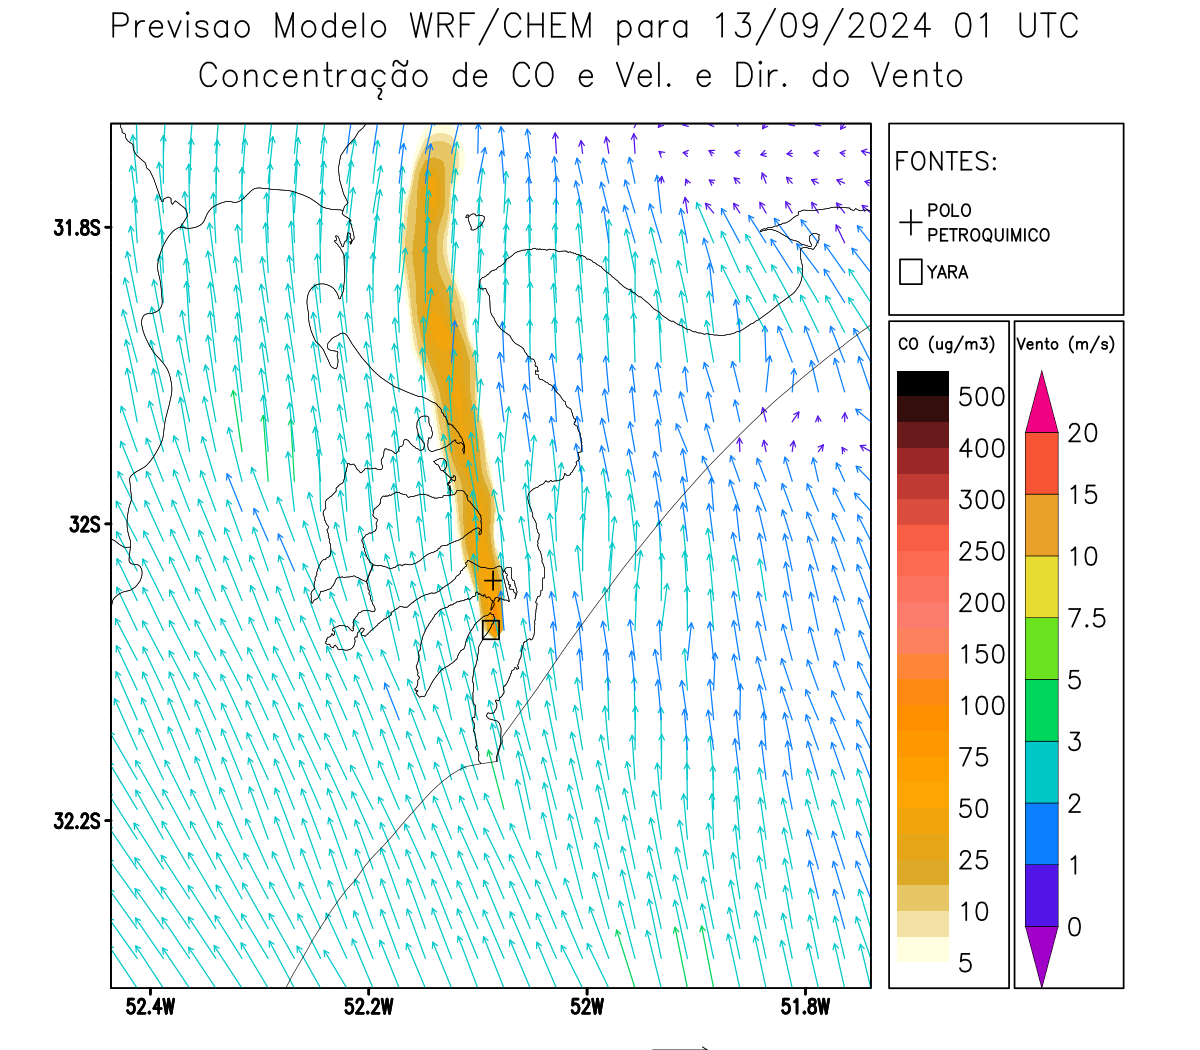 Previsao Modelo WRF/CHEM para 13/09/2024 01 UTC
Concentração de CO e Vel. e Dir. do Vento
FONTES:
POLO
PETROQUIMICO
YARA
CO (ug/m3)
500
400
300
250
200
150
100
75
50
25
10
5
Vento (m/s)
20
15
10
7.5
5
3
2
1
0
31.8S
32S
32.2S
52.4W
52.2W
52W
51.8W